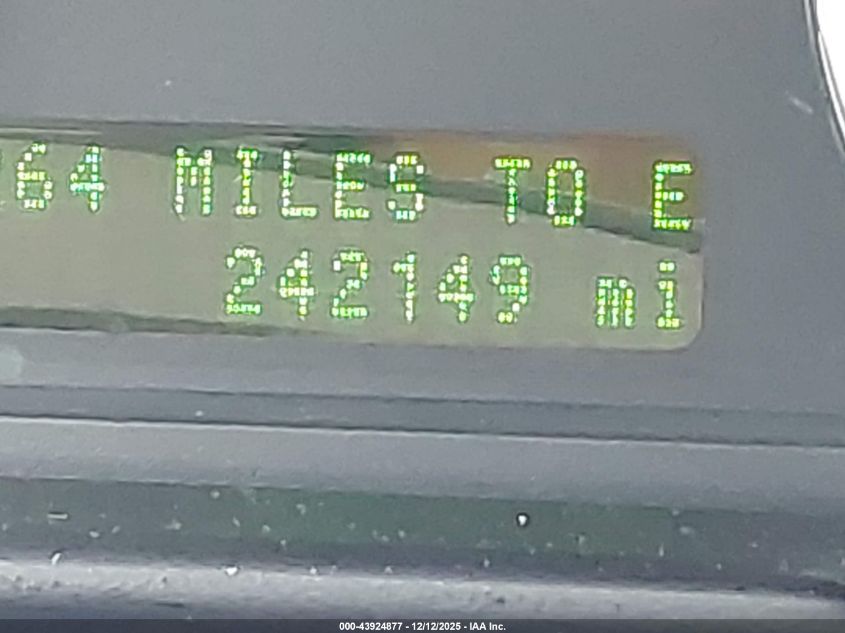 64 MILES TO E
242149 mi
000-43924877 - 12/12/2025 - IAA Inc.